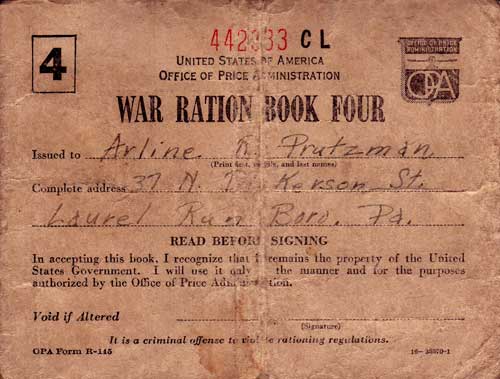 442933 CL
4
UNITED STATES OF AMERICA
OFFICE OF PRICE ADMINISTRATION
OFFICE OF PRICE
ADMINISTRATION
OPA
WAR RATION BOOK FOUR
Issued to Arline Prutzman
(Print first, and last names)
Complete address 37 N. St.
Laurel Run Boro. Pa.
READ BEFORE SIGNING
In accepting this book, I recognize that it remains the property of the United
States Government. I will use it only in the manner and for the purposes
authorized by the Office of Price Administration.
Void if Altered
(Signature)
It is a criminal offense to violate rationing regulations.
OPA Form R-145